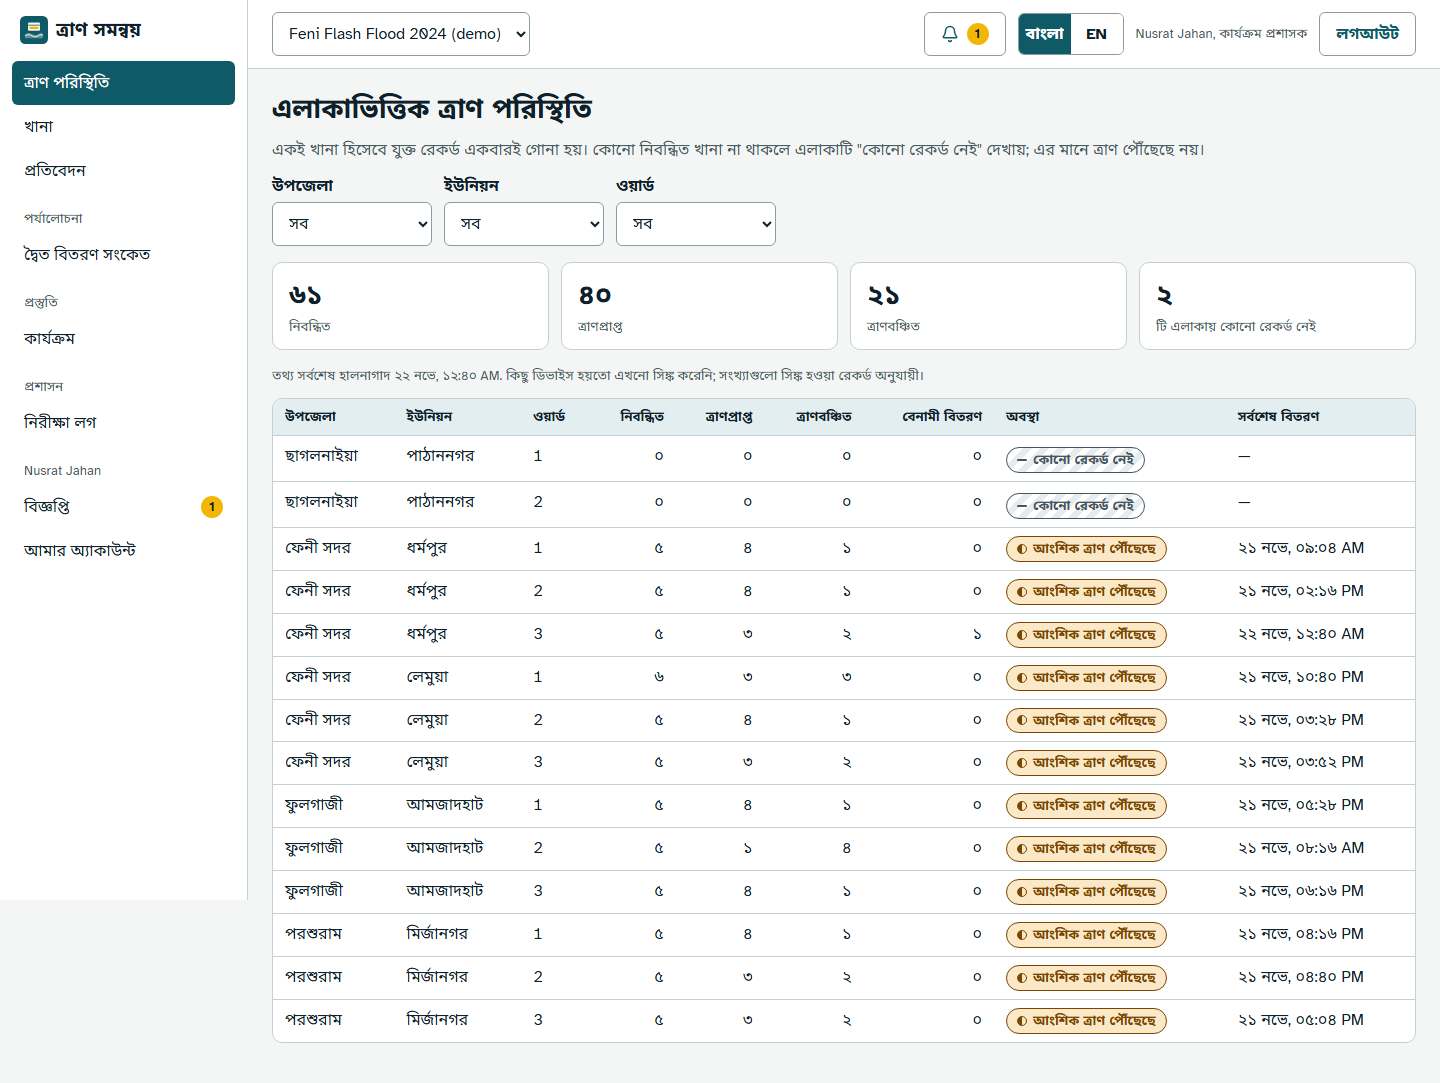 ত্রাণ সমন্বয়
Feni Flash Flood 2024 (demo)
1
বাংলা
EN
Nurat Jahan, কার্যক্রম প্রশাসক
লগআউট
ত্রাণ পরিস্থিতি
খানা
প্রতিবেদন
পর্যালোচনা
দ্বৈত বিতরণ সংকেত
প্রস্তুতি
কার্যক্রম
প্রশাসন
নিরীক্ষা লগ
Nusrat Jahan
বিজ্ঞপ্তি 1
আমার অ্যাকাউন্ট
এলাকাভিত্তিক ত্রাণ পরিস্থিতি
একই খানা হিসেবে যুক্ত রেকর্ড একবারই গোনা হয়। কোনো নিবন্ধিত খানা না থাকলে এলাকাটি "কোনো রেকর্ড নেই" দেখায়; এর মানে ত্রাণ পৌঁছেছে নয়।
উপজেলা ইউনিয়ন ওয়ার্ড
সব সব সব
৬১ ৪০ ২১ ২
নিবন্ধিত ত্রাণপ্রাপ্ত ত্রাণবঞ্চিত টি এলাকায় কোনো রেকর্ড নেই
তথ্য সর্বশেষ হালনাগাদ ২২ নভে, ১২:৪০ AM. কিছু ডিভাইস হয়তো এখনো সিঙ্ক করেনি; সংখ্যাগুলো সিঙ্ক হওয়া রেকর্ড অনুযায়ী।
উপজেলা ইউনিয়ন ওয়ার্ড নিবন্ধিত ত্রাণপ্রাপ্ত ত্রাণবঞ্চিত বেনামী বিতরণ অবস্থা সর্বশেষ বিতরণ
ছাগলনাইয়া পাঠাননগর 1 ০ ০ ০ ০ — কোনো রেকর্ড নেই —
ছাগলনাইয়া পাঠাননগর 2 ০ ০ ০ ০ — কোনো রেকর্ড নেই —
ফেনী সদর ধর্মপুর 1 ৫ ৪ ১ ০ আংশিক ত্রাণ পৌঁছেছে ২১ নভে, ০৯:০৪ AM
ফেনী সদর ধর্মপুর 2 ৫ ৪ ১ ০ আংশিক ত্রাণ পৌঁছেছে ২১ নভে, ০২:১৬ PM
ফেনী সদর ধর্মপুর 3 ৫ ৩ ২ ১ আংশিক ত্রাণ পৌঁছেছে ২২ নভে, ১২:৪০ AM
ফেনী সদর লেমুয়া 1 ৬ ৩ ৩ ০ আংশিক ত্রাণ পৌঁছেছে ২১ নভে, ১০:৪০ PM
ফেনী সদর লেমুয়া 2 ৫ ৪ ১ ০ আংশিক ত্রাণ পৌঁছেছে ২১ নভে, ০৩:২৮ PM
ফেনী সদর লেমুয়া 3 ৫ ৩ ২ ০ আংশিক ত্রাণ পৌঁছেছে ২১ নভে, ০৩:৫২ PM
ফুলগাজী আমজাদহাট 1 ৫ ৪ ১ ০ আংশিক ত্রাণ পৌঁছেছে ২১ নভে, ০৫:২৮ PM
ফুলগাজী আমজাদহাট 2 ৫ ১ ৪ ০ আংশিক ত্রাণ পৌঁছেছে ২১ নভে, ০৮:১৬ AM
ফুলগাজী আমজাদহাট 3 ৫ ৪ ১ ০ আংশিক ত্রাণ পৌঁছেছে ২১ নভে, ০৬:১৬ PM
পরশুরাম মির্জানগর 1 ৫ ৪ ১ ০ আংশিক ত্রাণ পৌঁছেছে ২১ নভে, ০৪:১৬ PM
পরশুরাম মির্জানগর 2 ৫ ৩ ২ ০ আংশিক ত্রাণ পৌঁছেছে ২১ নভে, ০৪:৪০ PM
পরশুরাম মির্জানগর 3 ৫ ৩ ২ ০ আংশিক ত্রাণ পৌঁছেছে ২১ নভে, ০৫:০৪ PM